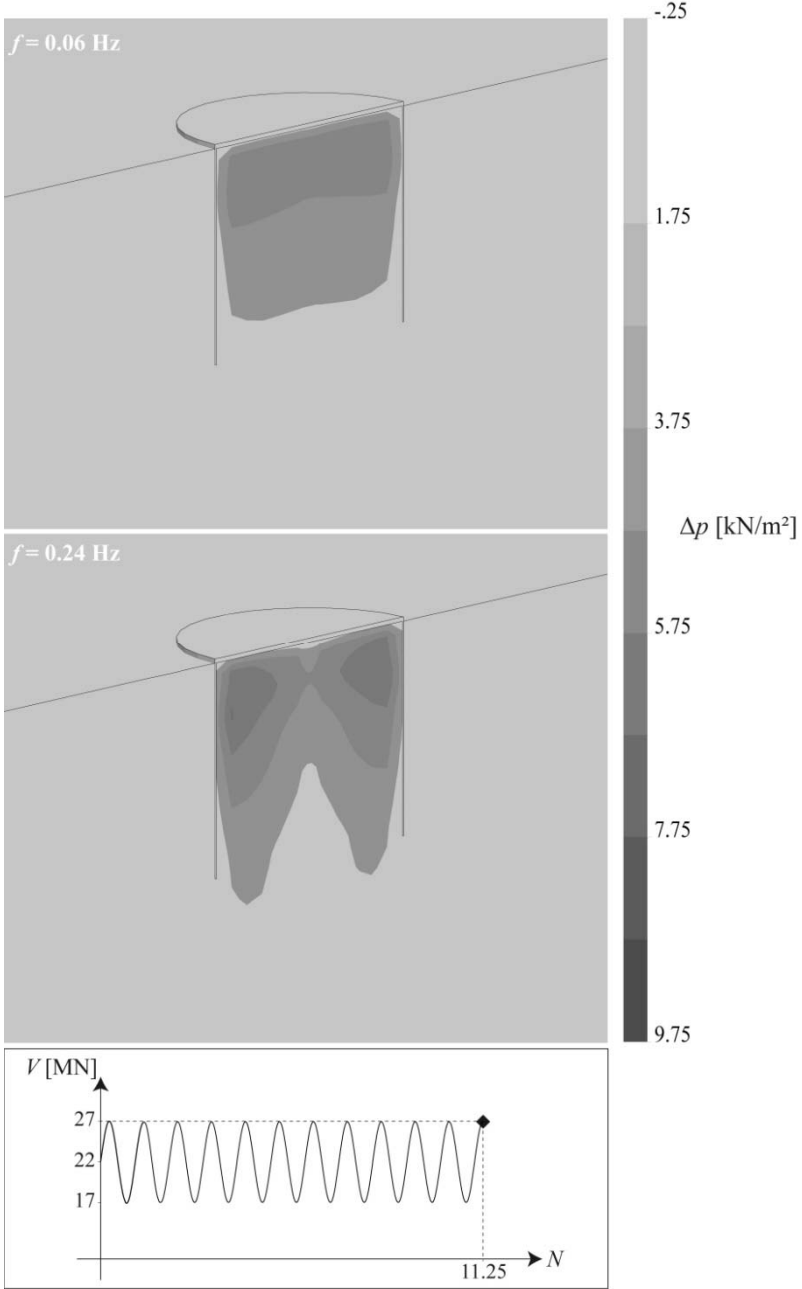 f = 0.06 Hz
-.25
1.75
3.75
Δp [kN/m²]
5.75
7.75
9.75
f = 0.24 Hz
V [MN]
27
22
17
N
11.25